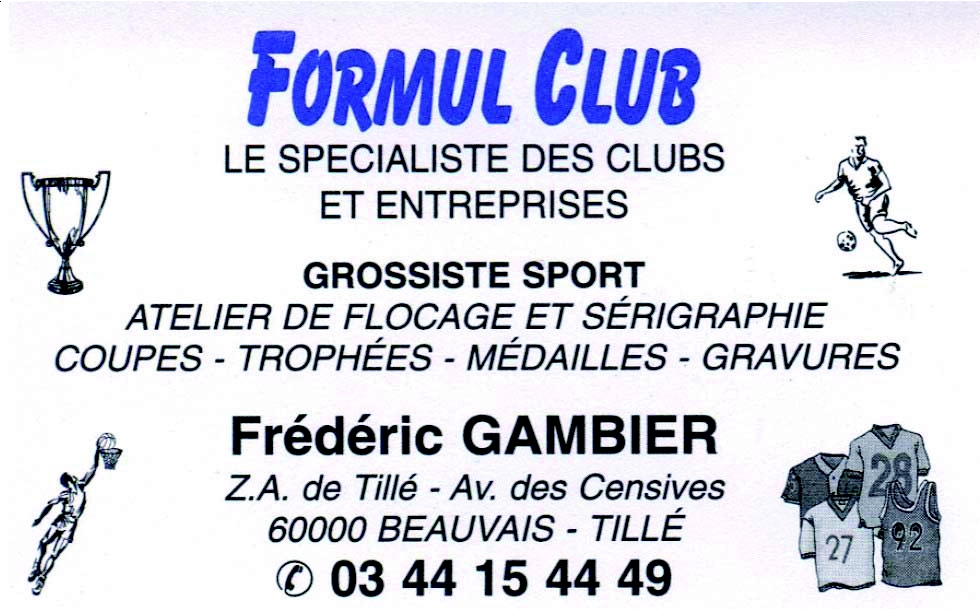 FORMUL CLUB
LE SPECIALISTE DES CLUBS
ET ENTREPRISES
GROSSISTE SPORT
ATELIER DE FLOCAGE ET SÉRIGRAPHIE
COUPES - TROPHÉES - MÉDAILLES - GRAVURES
Frédéric GAMBIER
Z.A. de Tillé - Av. des Censives
60000 BEAUVAIS - TILLÉ
✆ 03 44 15 44 49
28
27
92